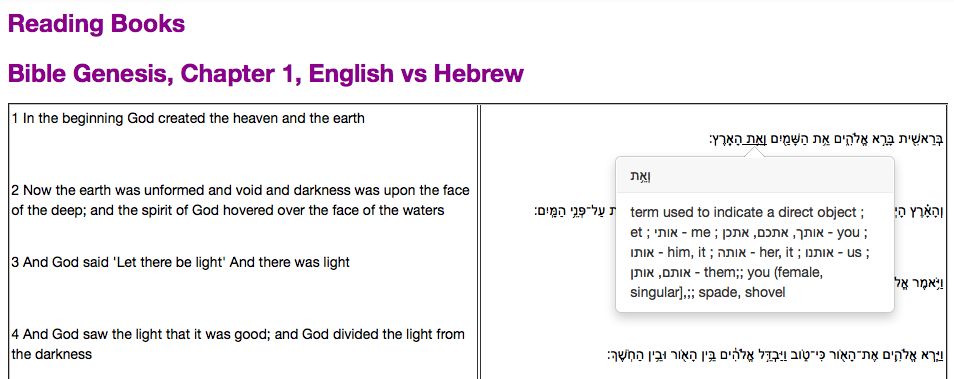 Reading Books
Bible Genesis, Chapter 1, English vs Hebrew
1 In the beginning God created the heaven and the earth
בְּרֵאשִׁ֖ית בָּרָ֣א אֱלֹהִ֑ים אֵ֥ת הַשָּׁמַ֖יִם וְאֵ֥ת הָאָֽרֶץ׃
וְאֵ֥ת
term used to indicate a direct object ;
et ; אותי - me ; אותך, אתכם, אתכן - you ;
אותו - him, it ; אותה - her, it ; אותנו - us ;
אותם, אותן - them;; you (female,
singular],;; spade, shovel
2 Now the earth was unformed and void and darkness was upon the face
of the deep; and the spirit of God hovered over the face of the waters
וְהָאָ֗רֶץ
עַל־פְּנֵ֥י הַמָּֽיִם׃
3 And God said 'Let there be light' And there was light
וַיֹּ֥אמֶר
4 And God saw the light that it was good; and God divided the light from
the darkness
וַיַּ֧רְא אֱלֹהִ֛ים אֶת־הָא֖וֹר כִּי־ט֑וֹב וַיַּבְדֵּ֣ל אֱלֹהִ֔ים בֵּ֥ין הָא֖וֹר וּבֵ֥ין הַחֹֽשֶׁךְ׃